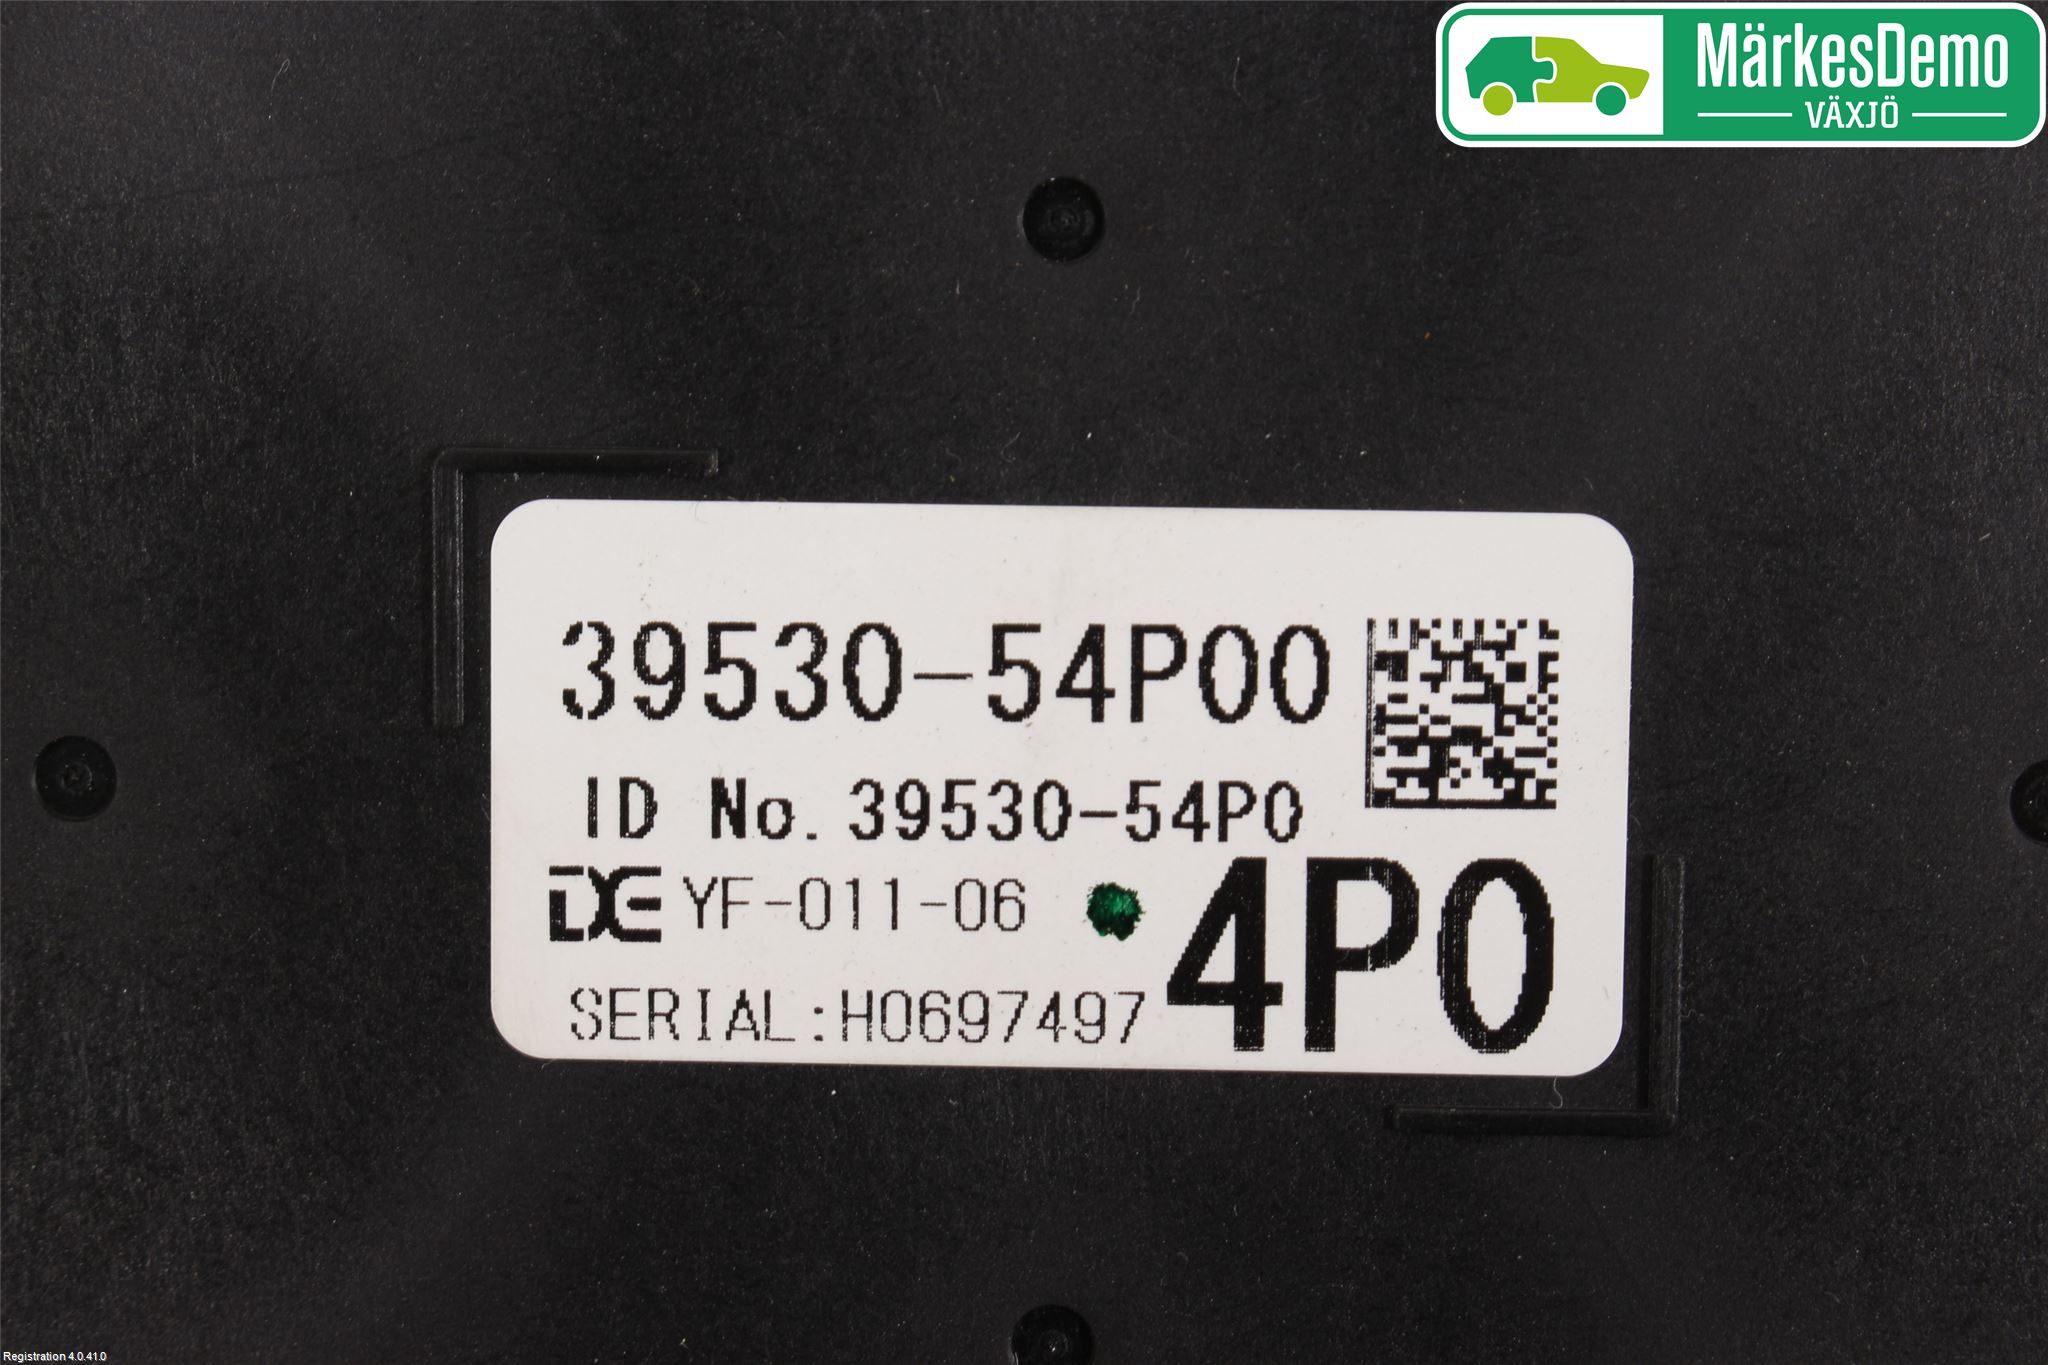 MärkesDemo
VÄXJÖ
39530-54P00
ID No. 39530-54P0
DXE YF-011-06
4P0
SERIAL:H0697497
Registration 4.0.41.0